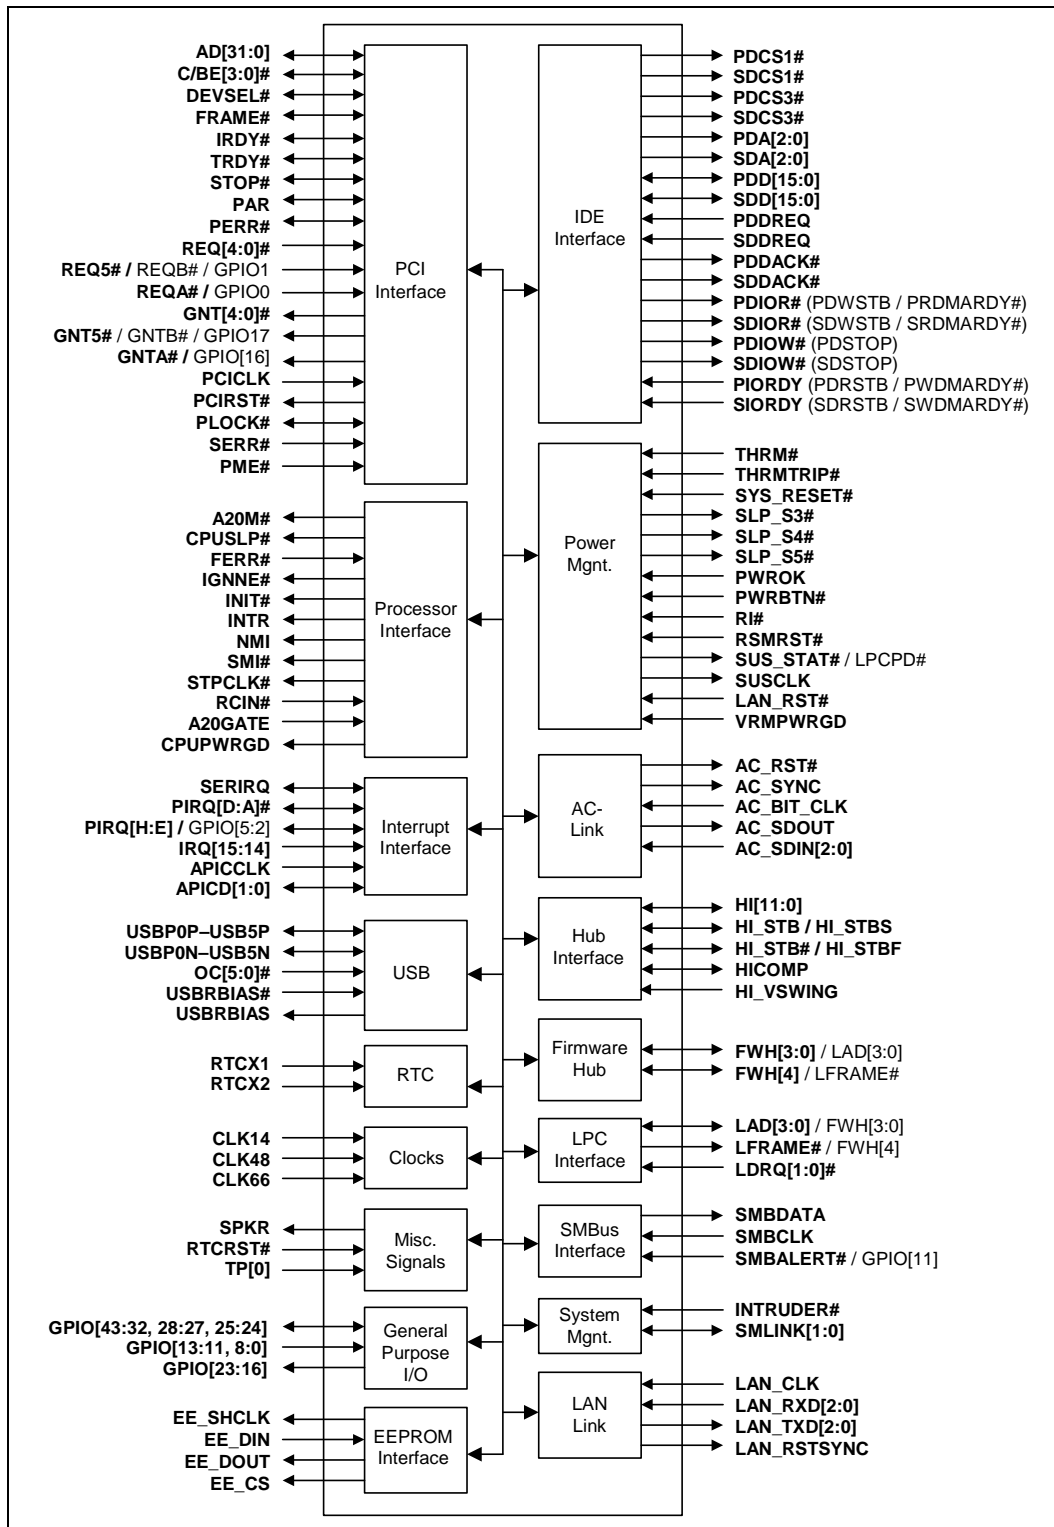 AD[31:0]
C/BE[3:0]#
DEVSEL#
FRAME#
IRDY#
TRDY#
STOP#
PAR
PERR#
REQ[4:0]#
REQ5# / REQB# / GPIO1
REQA# / GPIO0
GNT[4:0]#
GNT5# / GNTB# / GPIO17
GNTA# / GPIO[16]
PCICLK
PCIRST#
PLOCK#
SERR#
PME#
PCI
Interface
A20M#
CPUSLP#
FERR#
IGNNE#
INIT#
INTR
NMI
SMI#
STPCLK#
RCIN#
A20GATE
CPUPWRGD
Processor
Interface
SERIRQ
PIRQ[D:A]#
PIRQ[H:E] / GPIO[5:2]
IRQ[15:14]
APICCLK
APICD[1:0]
Interrupt
Interface
USBP0P–USB5P
USBP0N–USB5N
OC[5:0]#
USBRBIAS#
USBRBIAS
USB
RTCX1
RTCX2
RTC
CLK14
CLK48
CLK66
Clocks
SPKR
RTCRST#
TP[0]
Misc.
Signals
GPIO[43:32, 28:27, 25:24]
GPIO[13:11, 8:0]
GPIO[23:16]
General
Purpose
I/O
EE_SHCLK
EE_DIN
EE_DOUT
EE_CS
EEPROM
Interface
IDE
Interface
PDCS1#
SDCS1#
PDCS3#
SDCS3#
PDA[2:0]
SDA[2:0]
PDD[15:0]
SDD[15:0]
PDDREQ
SDDREQ
PDDACK#
SDDACK#
PDIOR# (PDWSTB / PRDMARDY#)
SDIOR# (SDWSTB / SRDMARDY#)
PDIOW# (PDSTOP)
SDIOW# (SDSTOP)
PIORDY (PDRSTB / PWDMARDY#)
SIORDY (SDRSTB / SWDMARDY#)
Power
Mgnt.
THRM#
THRMTRIP#
SYS_RESET#
SLP_S3#
SLP_S4#
SLP_S5#
PWROK
PWRBTN#
RI#
RSMRST#
SUS_STAT# / LPCPD#
SUSCLK
LAN_RST#
VRMPWRGD
AC-
Link
AC_RST#
AC_SYNC
AC_BIT_CLK
AC_SDOUT
AC_SDIN[2:0]
Hub
Interface
HI[11:0]
HI_STB / HI_STBS
HI_STB# / HI_STBF
HICOMP
HI_VSWING
Firmware
Hub
FWH[3:0] / LAD[3:0]
FWH[4] / LFRAME#
LPC
Interface
LAD[3:0] / FWH[3:0]
LFRAME# / FWH[4]
LDRQ[1:0]#
SMBus
Interface
SMBDATA
SMBCLK
SMBALERT# / GPIO[11]
System
Mgnt.
INTRUDER#
SMLINK[1:0]
LAN
Link
LAN_CLK
LAN_RXD[2:0]
LAN_TXD[2:0]
LAN_RSTSYNC